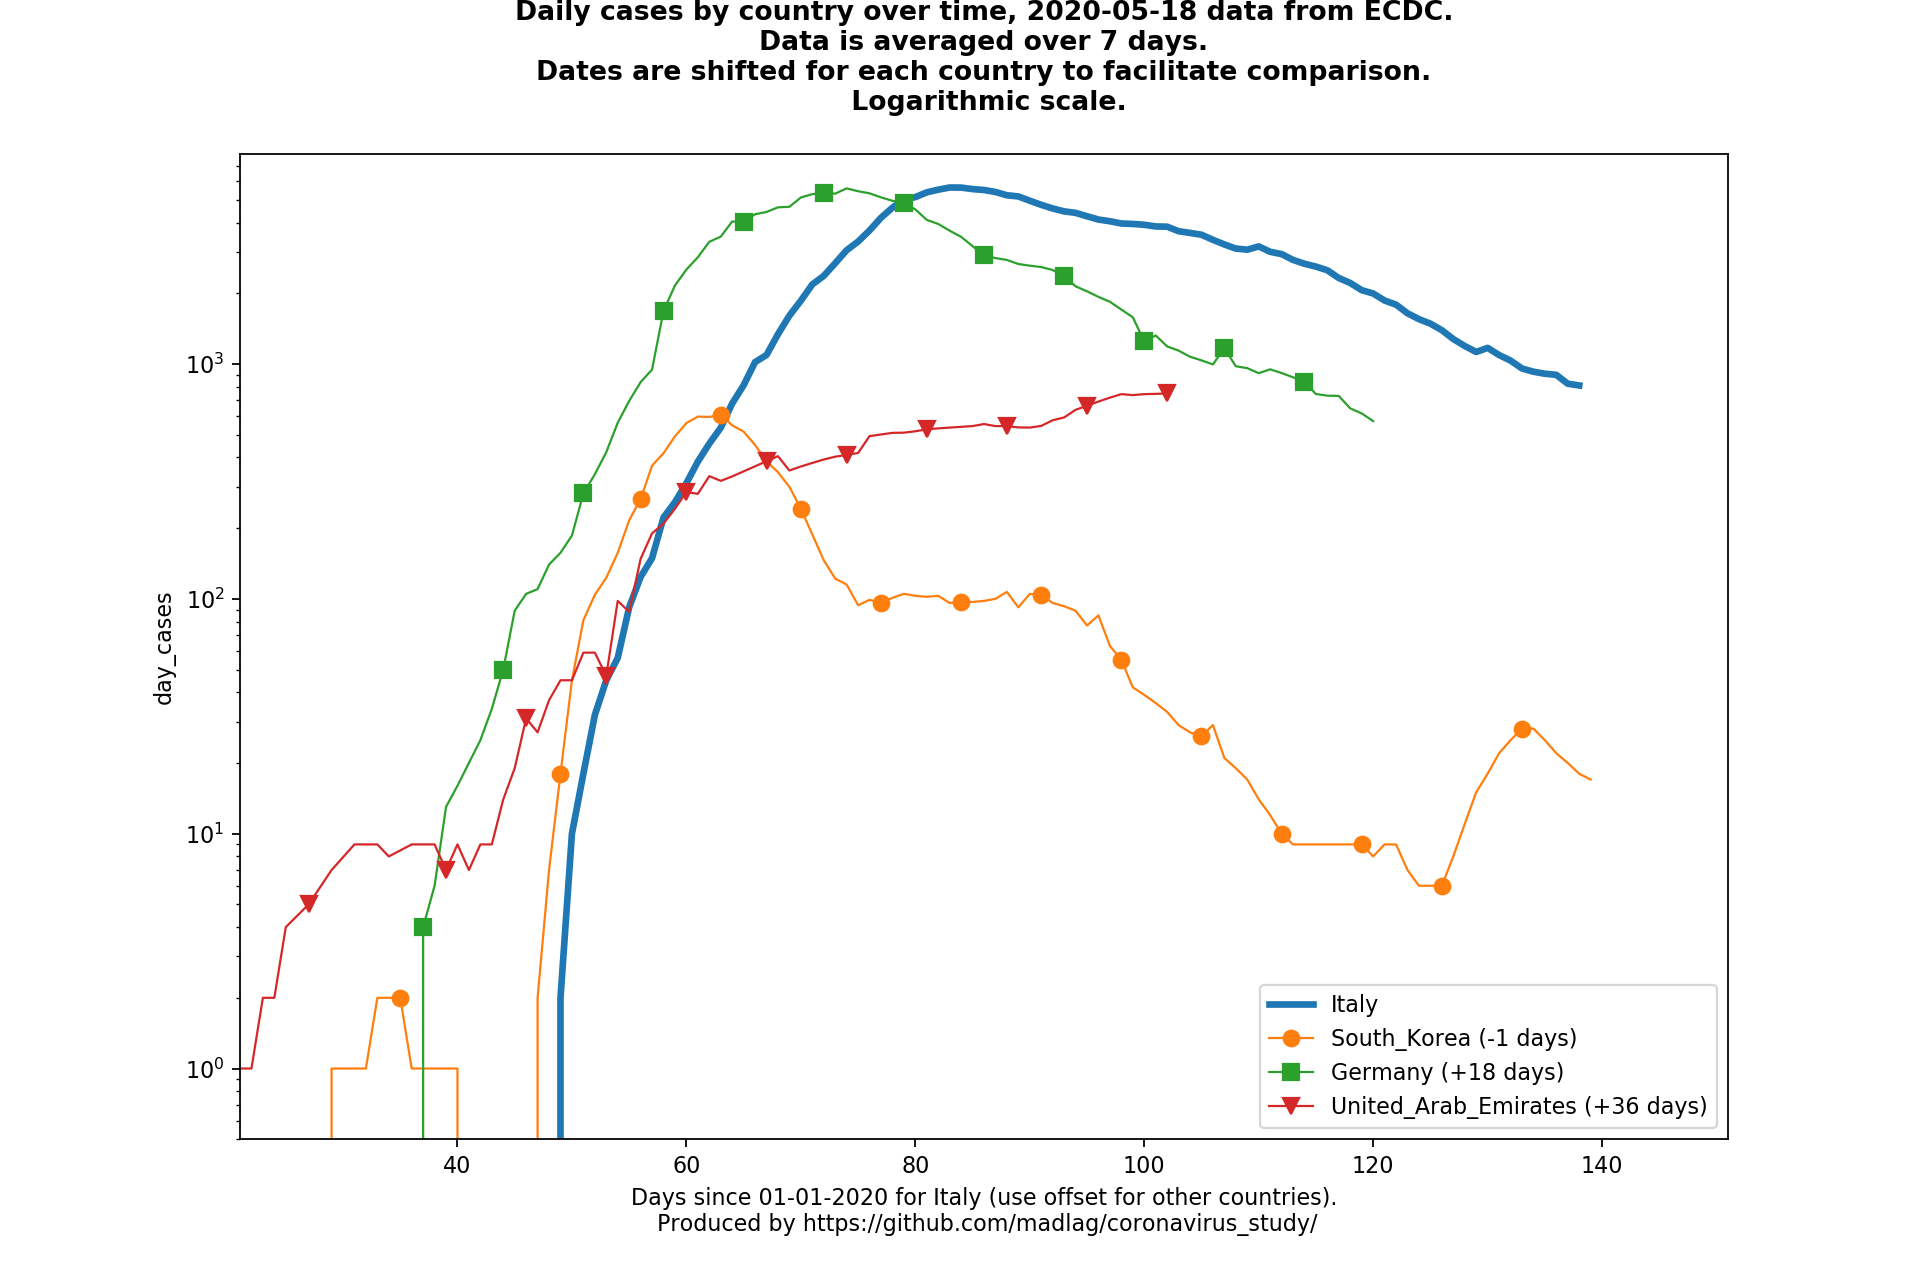 Daily cases by country over time, 2020-05-18 data from ECDC.
Data is averaged over 7 days.
Dates are shifted for each country to facilitate comparison.
Logarithmic scale.
10³
10²
10¹
10⁰
day_cases
40 60 80 100 120 140
Italy
South_Korea (-1 days)
Germany (+18 days)
United_Arab_Emirates (+36 days)
Days since 01-01-2020 for Italy (use offset for other countries).
Produced by https://github.com/madlag/coronavirus_study/